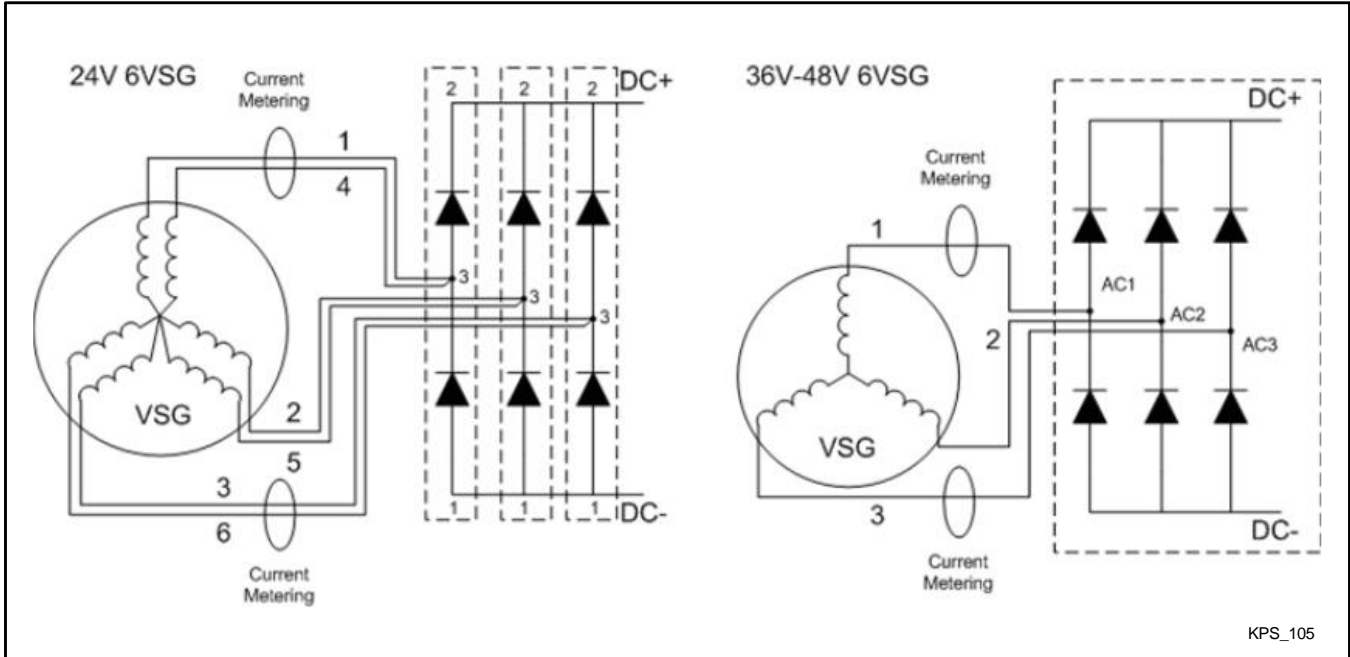 24V 6VSG
Current
Metering
1
4
2 2 2 DC+
3
3
3
VSG
2
5
3
6
1 1 1 DC-
Current
Metering
36V-48V 6VSG
DC+
Current
Metering
1
AC1
2
AC2
AC3
VSG
3
DC-
Current
Metering
KPS_105